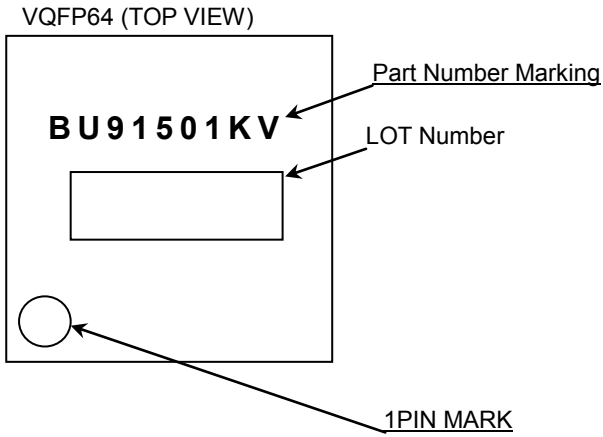 VQFP64 (TOP VIEW)
Part Number Marking
BU91501KV
LOT Number
1PIN MARK